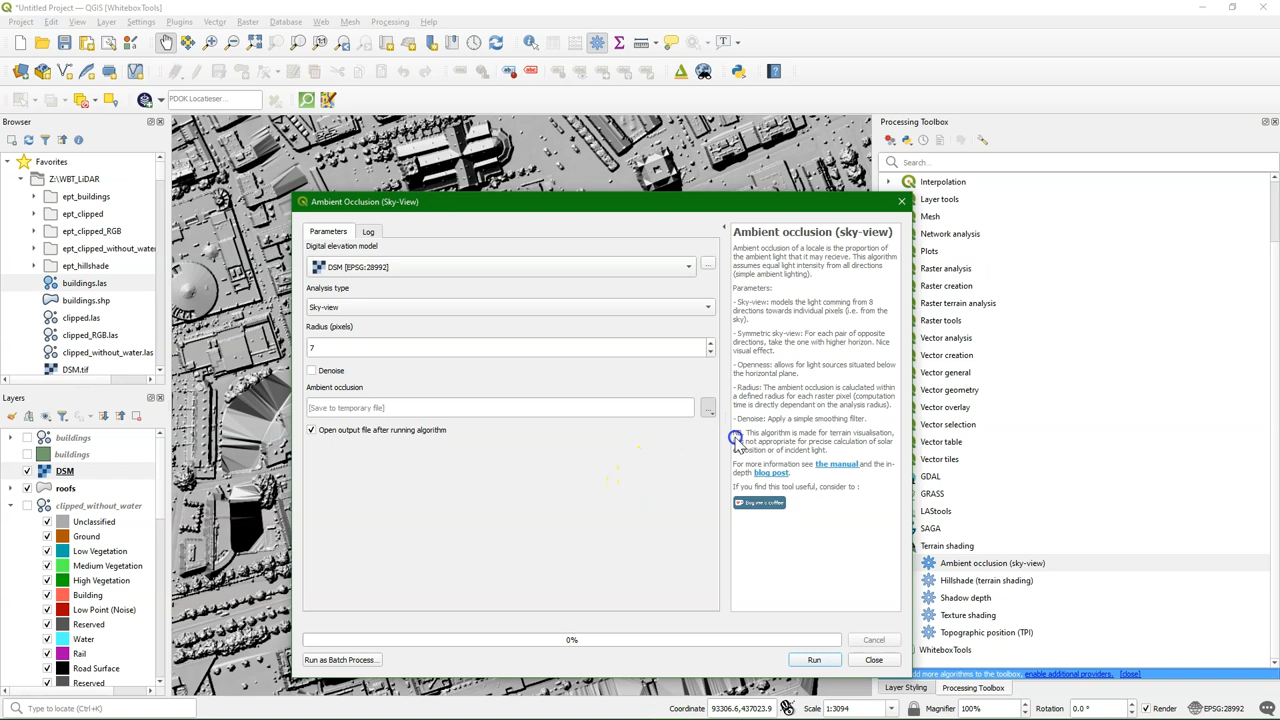 *Untitled Project — QGIS [WhiteboxTools]
Project Edit View Layer Settings Plugins Vector Raster Database Web Mesh Processing Help
PDOK Locatieser...
Browser
Favorites
Z:\WBT_LiDAR
ept_buildings
ept_clipped
ept_clipped_RGB
ept_clipped_without_water
ept_hillshade
buildings.las
buildings.shp
clipped.las
clipped_RGB.las
clipped_without_water.las
DSM.tif
Layers
buildings
buildings
DSM
roofs
clipped_without_water
Unclassified
Ground
Low Vegetation
Medium Vegetation
High Vegetation
Building
Low Point (Noise)
Reserved
Water
Rail
Road Surface
Reserved
Ambient Occlusion (Sky-View)
Parameters Log
Digital elevation model
DSM [EPSG:28992]
...
Analysis type
Sky-view
Radius (pixels)
7
Denoise
Ambient occlusion
[Save to temporary file]
...
Open output file after running algorithm
Ambient occlusion (sky-view)
Ambient occlusion of a locale is the proportion of
the ambient light that it may recieve. This algorithm
assumes equal light intensity from all directions
(simple ambient lighting).
Parameters:
- Sky-view: models the light comming from 8
directions towards individual pixels (i.e. from the
sky).
- Symmetric sky-view: For each pair of opposite
directions, take the one with higher horizon. Nice
visual effect.
- Openness: allows for light sources situated below
the horizontal plane.
- Radius: The ambient occlusion is caludated within
a defined radius for each raster pixel (computation
time is directly dependant on the analysis radius).
- Denoise: Apply a simple smoothing filter.
This algorithm is made for terrain visualisation,
not appropriate for precise calculation of solar
position or of incident light.
For more information see the manual and the in-
depth blog post.
If you find this tool useful, consider to :
Buy me a coffee
0%
Cancel
Run as Batch Process...
Run
Close
Processing Toolbox
Search...
Interpolation
Layer tools
Mesh
Network analysis
Plots
Raster analysis
Raster creation
Raster terrain analysis
Raster tools
Vector analysis
Vector creation
Vector general
Vector geometry
Vector overlay
Vector selection
Vector table
Vector tiles
GDAL
GRASS
LAStools
SAGA
Terrain shading
Ambient occlusion (sky-view)
Hillshade (terrain shading)
Shadow depth
Texture shading
Topographic position (TPI)
WhiteboxTools
add more algorithms to the toolbox, enable additional providers. [close]
Layer Styling Processing Toolbox
Type to locate (Ctrl+K)
Coordinate 93306.6,437023.9 Scale 1:3094 Magnifier 100% Rotation 0.0 ° Render EPSG:28992